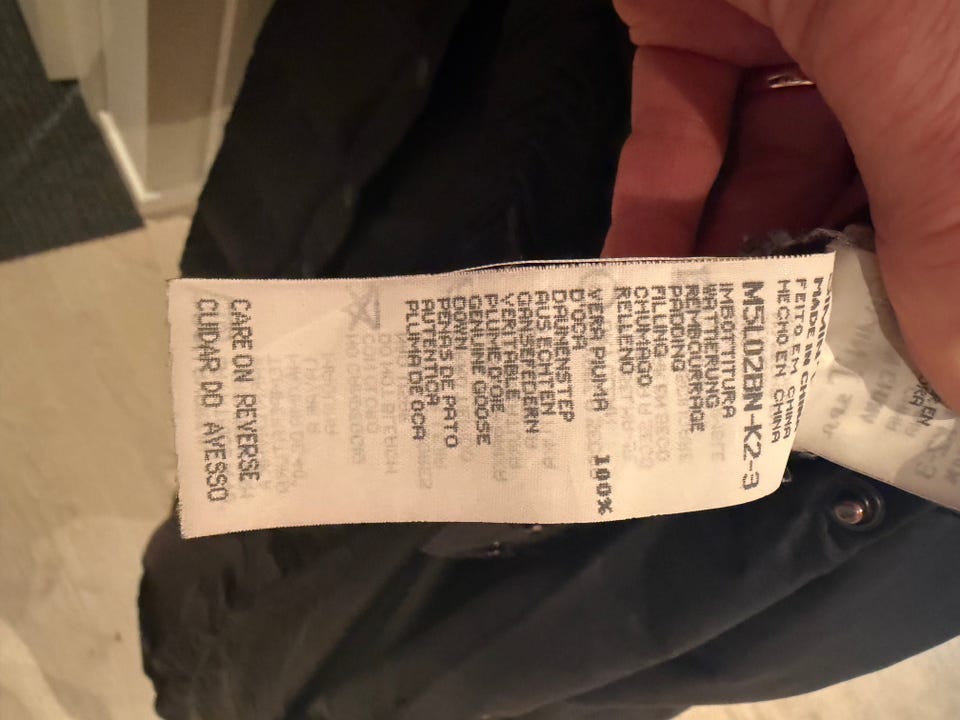 MADE IN CHINA
FEITO EM CHINA
HECHO EN CHINA
M5L02BN-K2-3
IMBOTTITURA
WATTIERUNG
REMBOURRAGE
PADDING
FILLING
CHUMAGO
RELLENO
VERA PIUMA 100%
D'OCA
DAUNENSTEP
AUS ECHTEN
GANSEFEDERN
VERITABLE
PLUME D'OIE
GENUINE GOOSE
DOWN
PENAS DE PATO
AUTENTICA
PLUMA DE OCA
CARE ON REVERSE
CUIDAR DO AVESSO